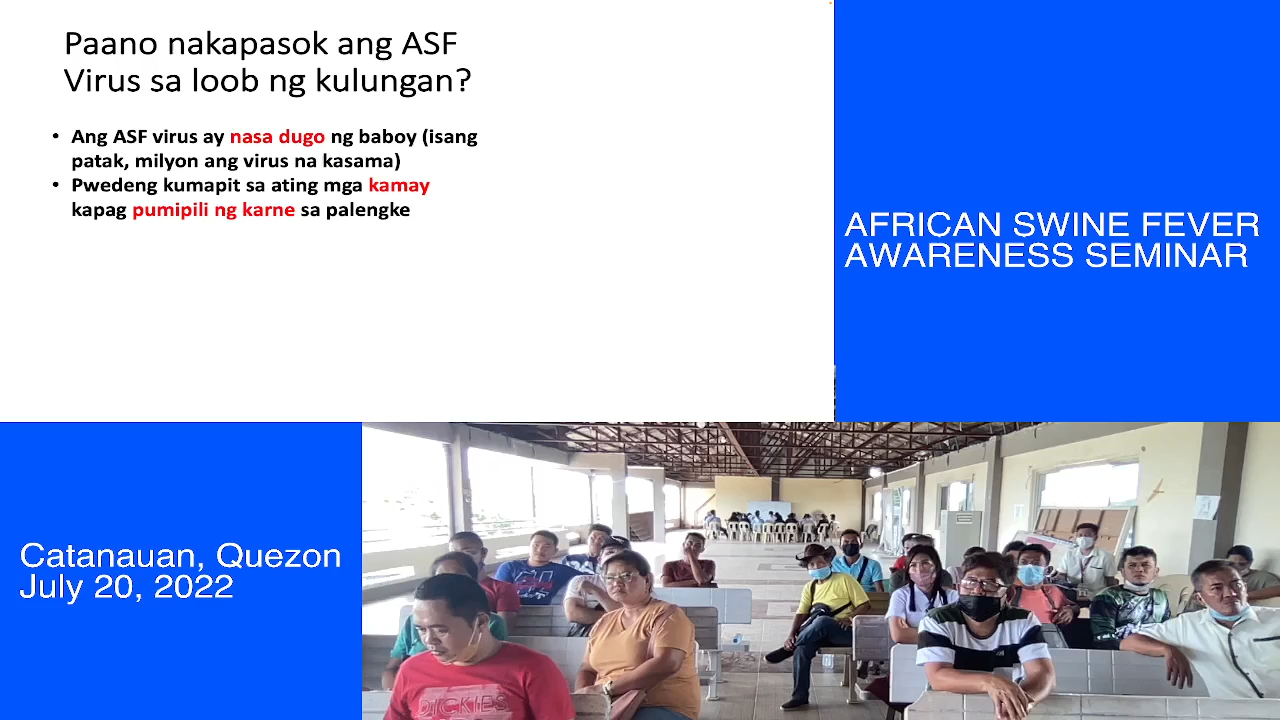 Paano nakapasok ang ASF
Virus sa loob ng kulungan?
• Ang ASF virus ay nasa dugo ng baboy (isang
patak, milyon ang virus na kasama)
• Pwedeng kumapit sa ating mga kamay
kapag pumipili ng karne sa palengke
AFRICAN SWINE FEVER
AWARENESS SEMINAR
Catanauan, Quezon
July 20, 2022
DICKIES